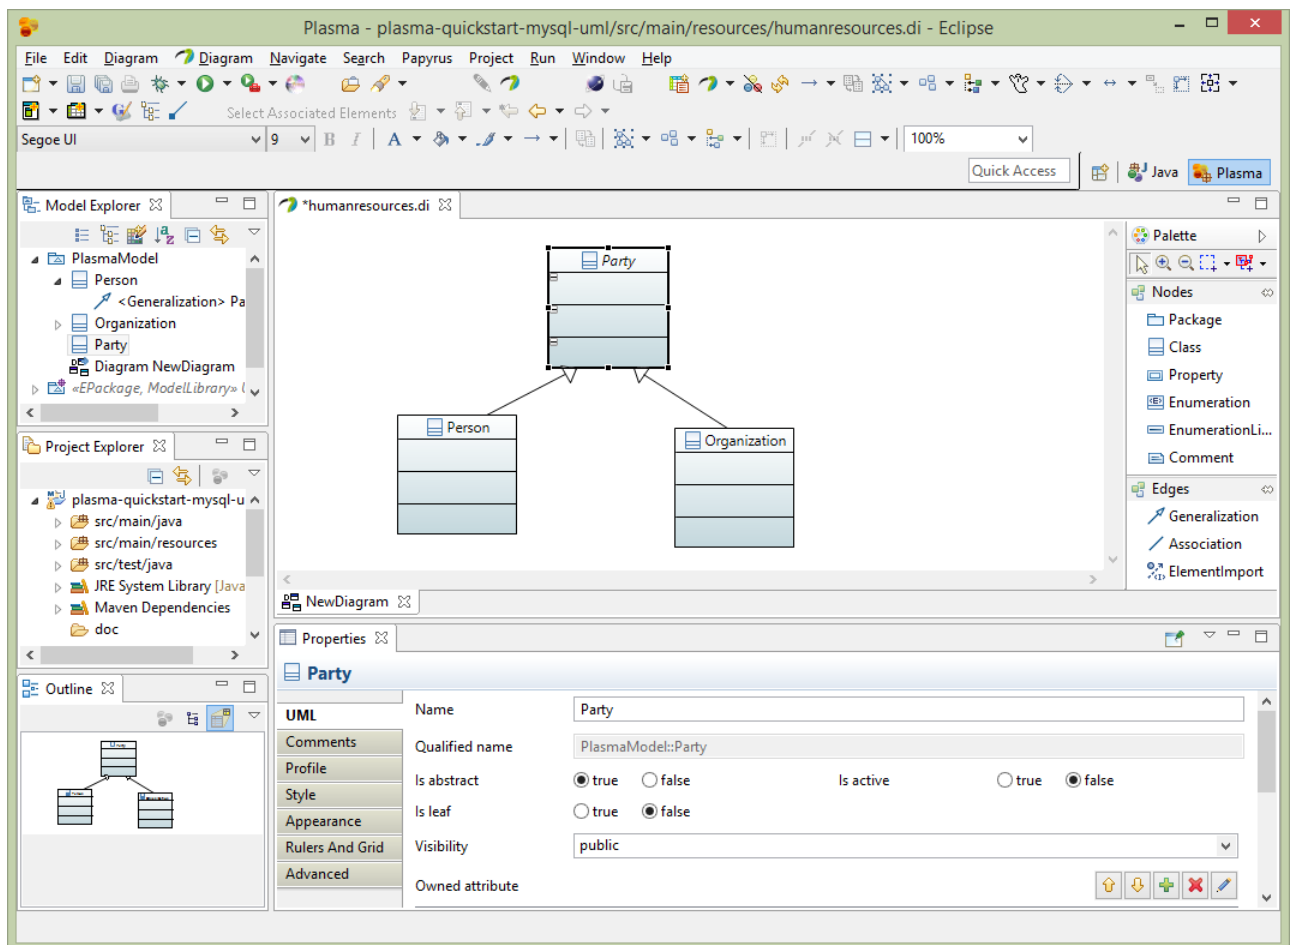 Plasma - plasma-quickstart-mysql-uml/src/main/resources/humanresources.di - Eclipse
File Edit Diagram Diagram Navigate Search Papyrus Project Run Window Help
Select Associated Elements
Segoe UI 9 B I A 100%
Quick Access Java Plasma
Model Explorer
PlasmaModel
Person
<Generalization> Pa
Organization
Party
Diagram NewDiagram
«EPackage, ModelLibrary»
Project Explorer
plasma-quickstart-mysql-u
src/main/java
src/main/resources
src/test/java
JRE System Library [Java
Maven Dependencies
doc
Outline
*humanresources.di
Party
Person
Organization
NewDiagram
Palette
Nodes
Package
Class
Property
Enumeration
EnumerationLi...
Comment
Edges
Generalization
Association
ElementImport
Properties
Party
UML
Comments
Profile
Style
Appearance
Rulers And Grid
Advanced
Name Party
Qualified name PlasmaModel::Party
Is abstract true false Is active true false
Is leaf true false
Visibility public
Owned attribute